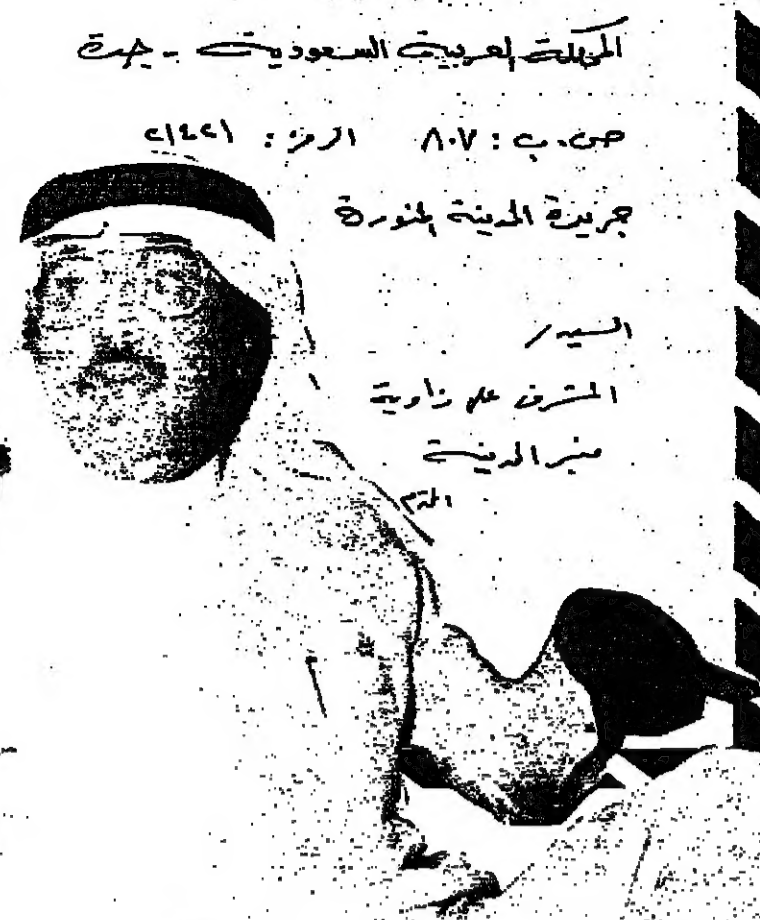 المملكة العربية السعودية - جدة
ص. ب : ٨٠٧ الرمز : ٢١٤٢١
جريدة المدينة المنورة
السيد /
المشرف على زاوية
منبر المدينة
المحترم